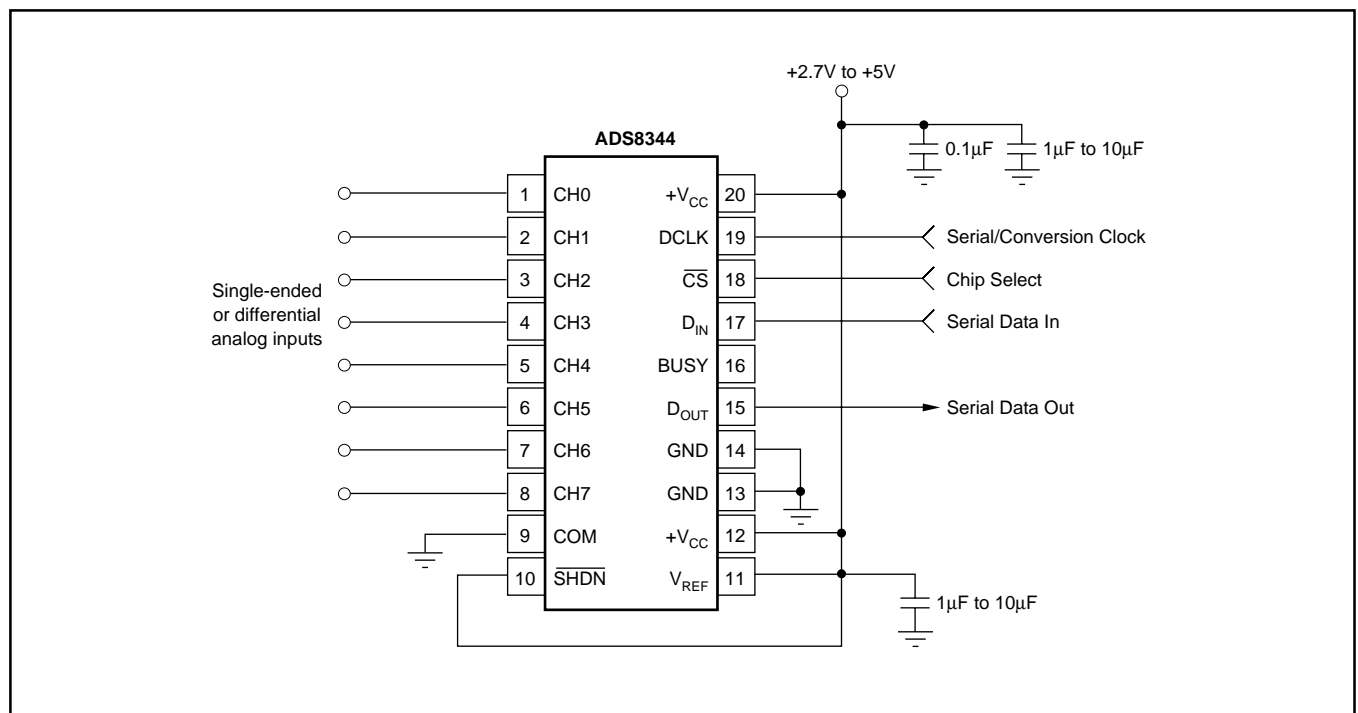 +2.7V to +5V
ADS8344
0.1µF
1µF to 10µF
Single-ended
or differential
analog inputs
1 CH0 +VCC 20
2 CH1 DCLK 19 Serial/Conversion Clock
3 CH2 CS 18 Chip Select
4 CH3 DIN 17 Serial Data In
5 CH4 BUSY 16
6 CH5 DOUT 15 Serial Data Out
7 CH6 GND 14
8 CH7 GND 13
9 COM +VCC 12
10 SHDN VREF 11
1µF to 10µF